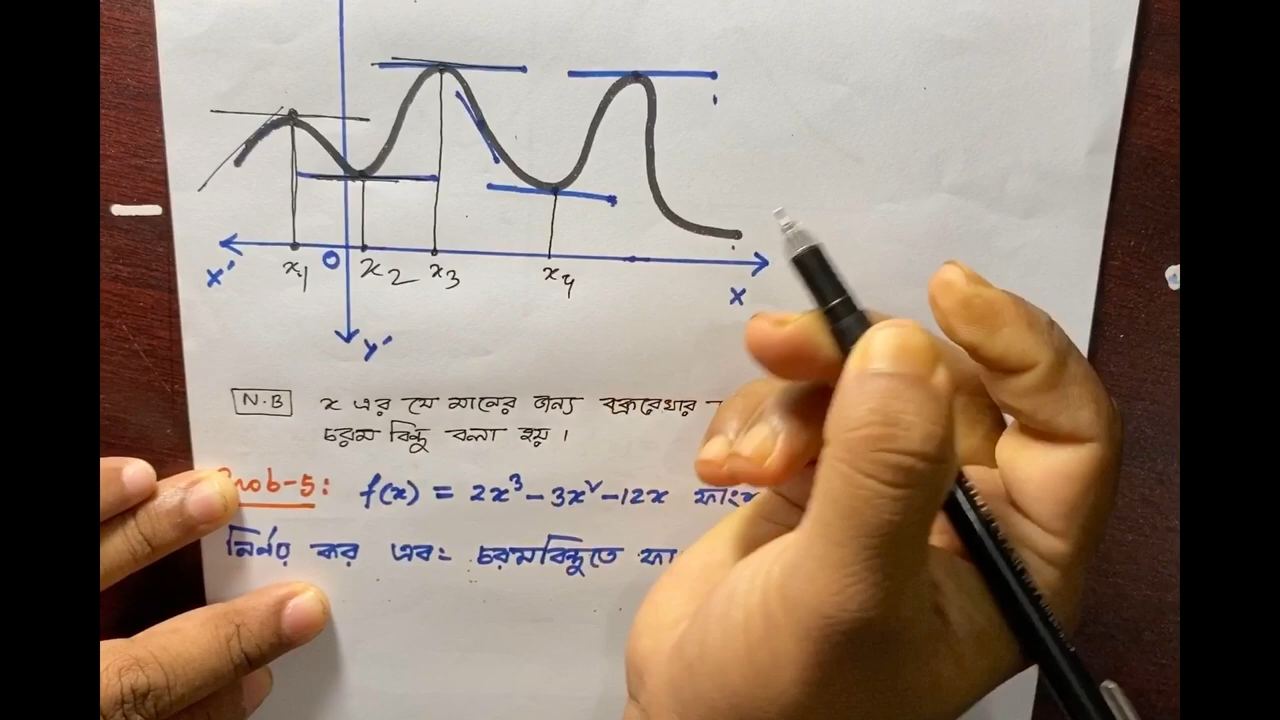 X' x₁ O x₂ x₃ x₄ X
y'
N.B x এর যে মানের জন্য বক্ররেখার
চরম বিন্দু বলা হয়।
Prob-5: f(x) = 2x³ – 3x² – 12x
নির্নয় কর এবং চরমবিন্দুতে